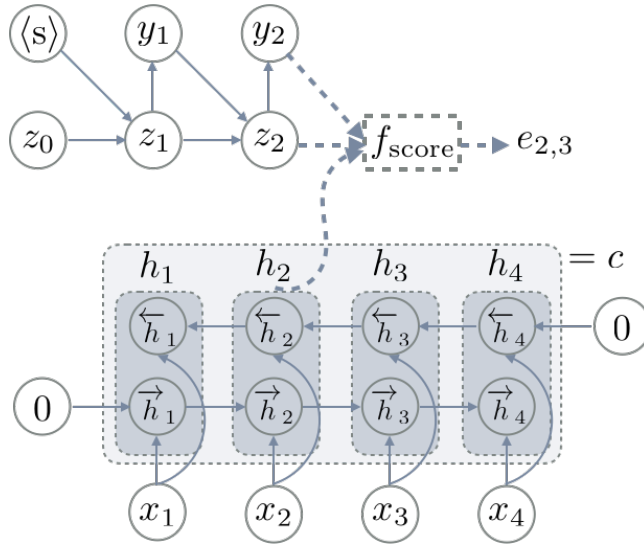 ⟨s⟩ y₁ y₂
z₀ z₁ z₂ f_score e₂,₃
h₁ h₂ h₃ h₄ = c
←h₁ ←h₂ ←h₃ ←h₄ 0
0 →h₁ →h₂ →h₃ →h₄
x₁ x₂ x₃ x₄